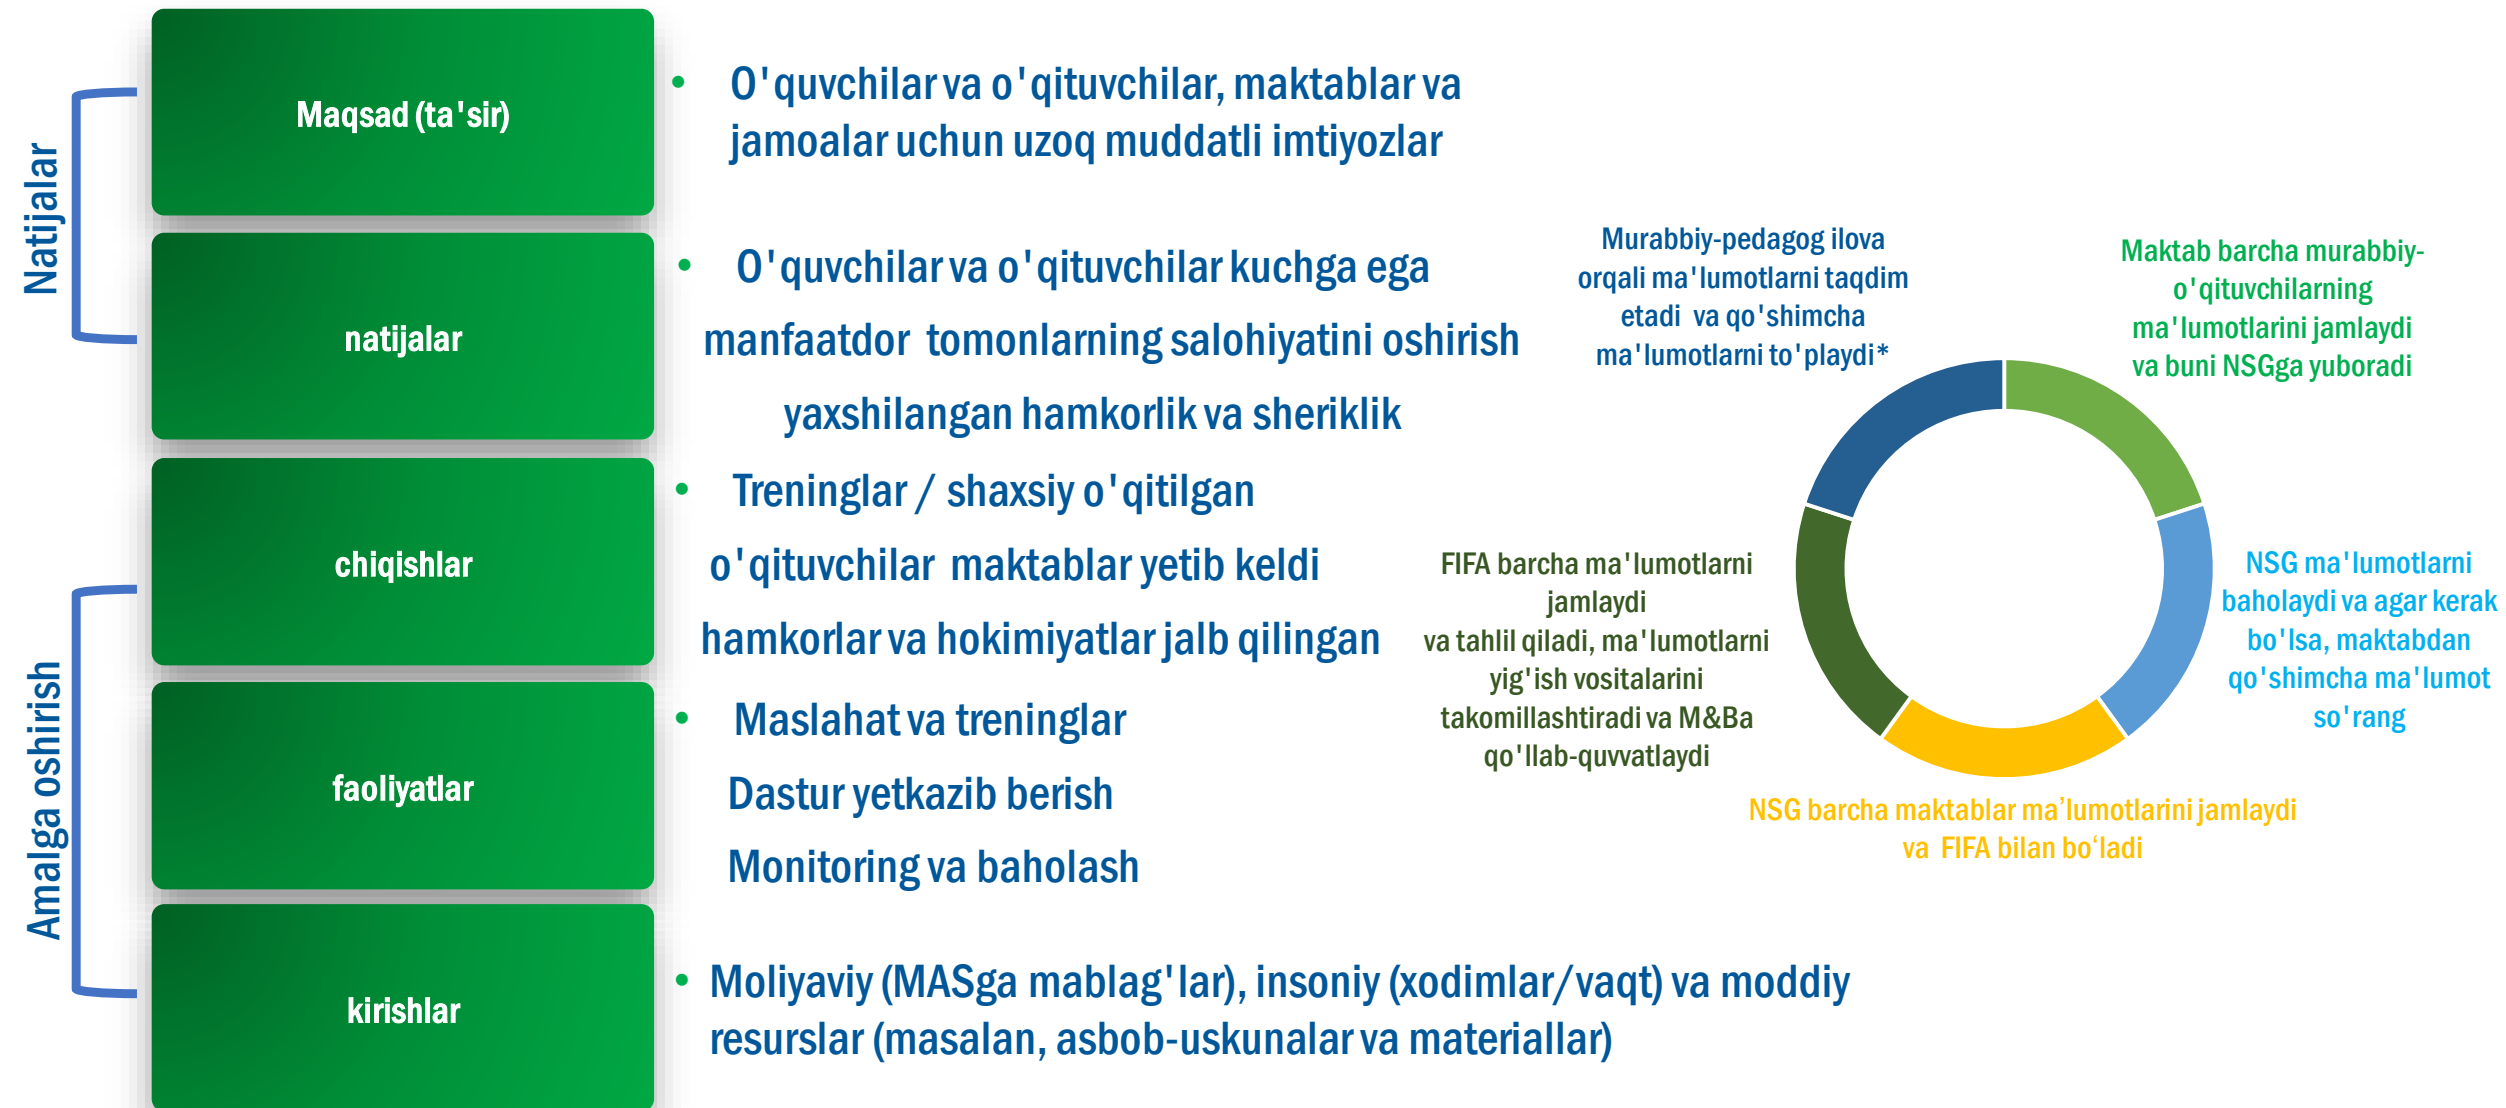 Natijalar
Maqsad (ta'sir)
• O'quvchilar va o'qituvchilar, maktablar va
jamoalar uchun uzoq muddatli imtiyozlar
natijalar
• O'quvchilar va o'qituvchilar kuchga ega
manfaatdor tomonlarning salohiyatini oshirish
yaxshilangan hamkorlik va sheriklik
Amalga oshirish
chiqishlar
• Treninglar / shaxsiy o'qitilgan
o'qituvchilar maktablar yetib keldi
hamkorlar va hokimiyatlar jalb qilingan
faoliyatlar
• Maslahat va treninglar
Dastur yetkazib berish
Monitoring va baholash
kirishlar
• Moliyaviy (MASga mablag'lar), insoniy (xodimlar/vaqt) va moddiy
resurslar (masalan, asbob-uskunalar va materiallar)
Murabbiy-pedagog ilova
orqali ma'lumotlarni taqdim
etadi va qo'shimcha
ma'lumotlarni to'playdi*
Maktab barcha murabbiy-
o'qituvchilarning
ma'lumotlarini jamlaydi
va buni NSGga yuboradi
NSG ma'lumotlarni
baholaydi va agar kerak
bo'lsa, maktabdan
qo'shimcha ma'lumot
so'rang
NSG barcha maktablar ma’lumotlarini jamlaydi
va FIFA bilan bo‘ladi
FIFA barcha ma'lumotlarni
jamlaydi
va tahlil qiladi, ma'lumotlarni
yig'ish vositalarini
takomillashtiradi va M&Ba
qo'llab-quvvatlaydi